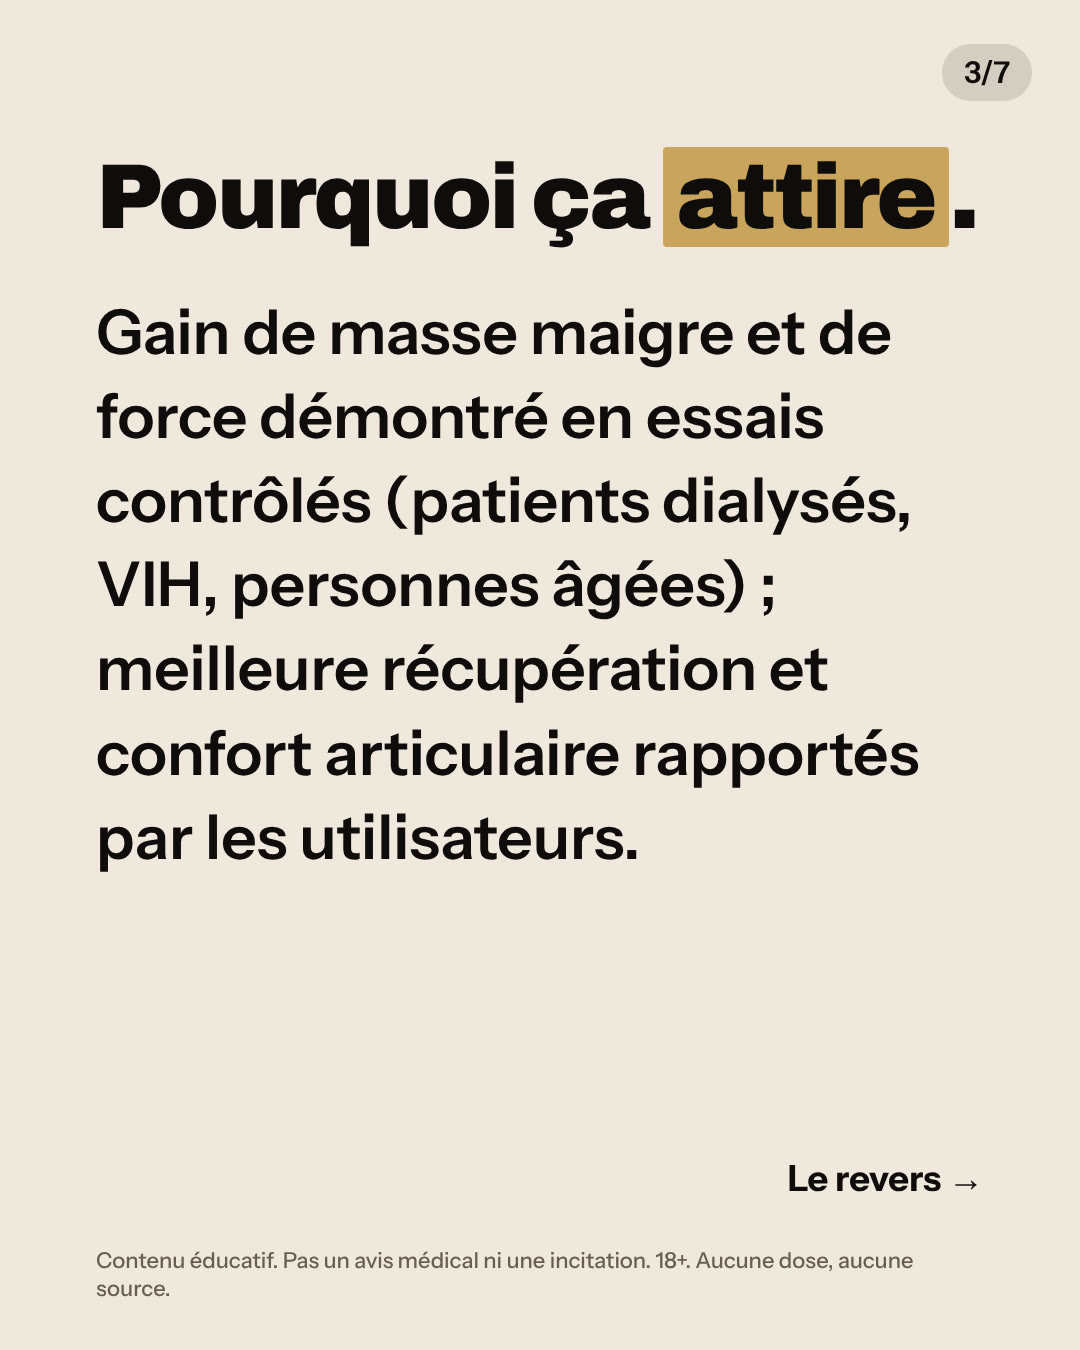 3/7
Pourquoi ça attire.
Gain de masse maigre et de
force démontré en essais
contrôlés (patients dialysés,
VIH, personnes âgées) ;
meilleure récupération et
confort articulaire rapportés
par les utilisateurs.
Le revers →
Contenu éducatif. Pas un avis médical ni une incitation. 18+. Aucune dose, aucune
source.